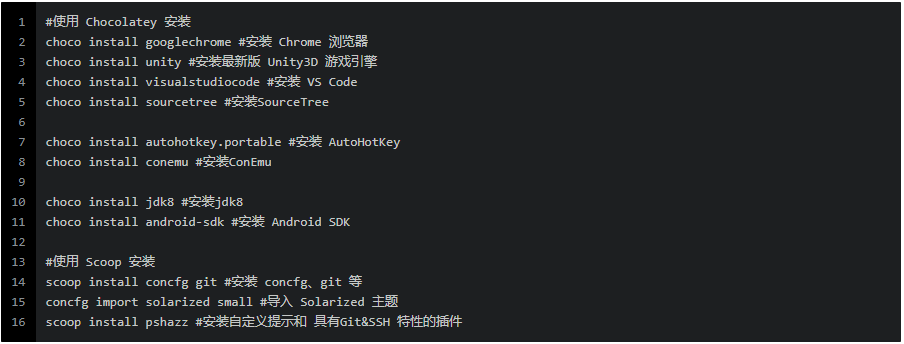 1 #使用 Chocolatey 安装
2 choco install googlechrome #安装 Chrome 浏览器
3 choco install unity #安装最新版 Unity3D 游戏引擎
4 choco install visualstudiocode #安装 VS Code
5 choco install sourcetree #安装SourceTree
6
7 choco install autohotkey.portable #安装 AutoHotKey
8 choco install conemu #安装ConEmu
9
10 choco install jdk8 #安装jdk8
11 choco install android-sdk #安装 Android SDK
12
13 #使用 Scoop 安装
14 scoop install concfg git #安装 concfg、git 等
15 concfg import solarized small #导入 Solarized 主题
16 scoop install pshazz #安装自定义提示和 具有Git&SSH 特性的插件